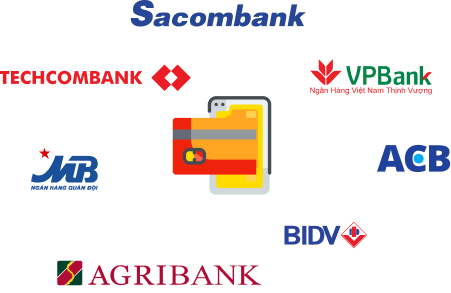 Sacombank
TECHCOMBANK
VPBank
Ngân Hàng Việt Nam Thịnh Vượng
MB
NGÂN HÀNG QUÂN ĐỘI
ACB
BIDV
AGRIBANK